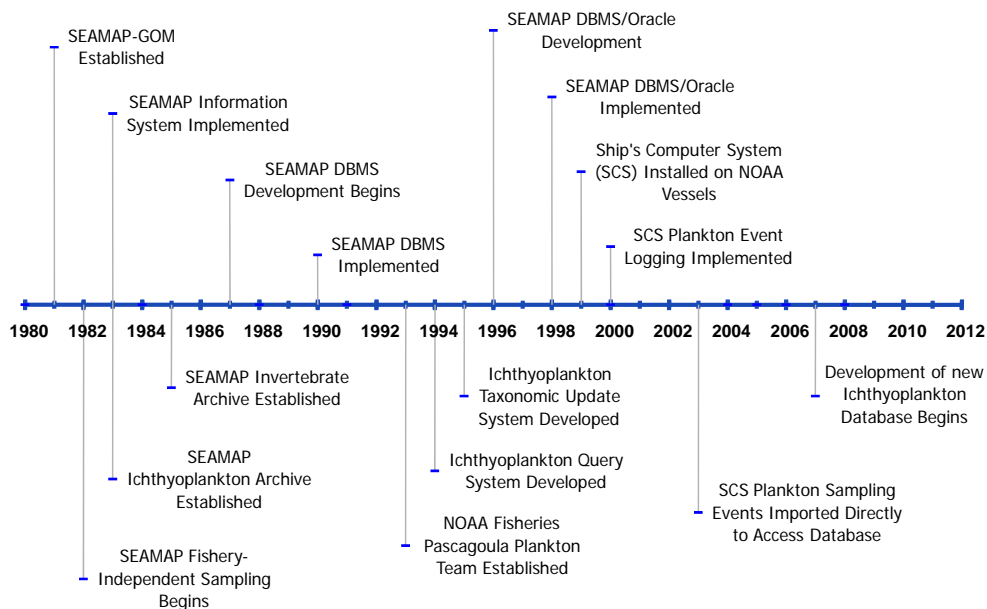 SEAMAP-GOM
Established
SEAMAP Information
System Implemented
SEAMAP DBMS
Development Begins
SEAMAP DBMS
Implemented
SEAMAP DBMS/Oracle
Development
SEAMAP DBMS/Oracle
Implemented
Ship's Computer System
(SCS) Installed on NOAA
Vessels
SCS Plankton Event
Logging Implemented
1980 1982 1984 1986 1988 1990 1992 1994 1996 1998 2000 2002 2004 2006 2008 2010 2012
SEAMAP Invertebrate
Archive Established
SEAMAP
Ichthyoplankton Archive
Established
SEAMAP Fishery-
Independent Sampling
Begins
Ichthyoplankton
Taxonomic Update
System Developed
Ichthyoplankton Query
System Developed
NOAA Fisheries
Pascagoula Plankton
Team Established
SCS Plankton Sampling
Events Imported Directly
to Access Database
Development of new
Ichthyoplankton
Database Begins